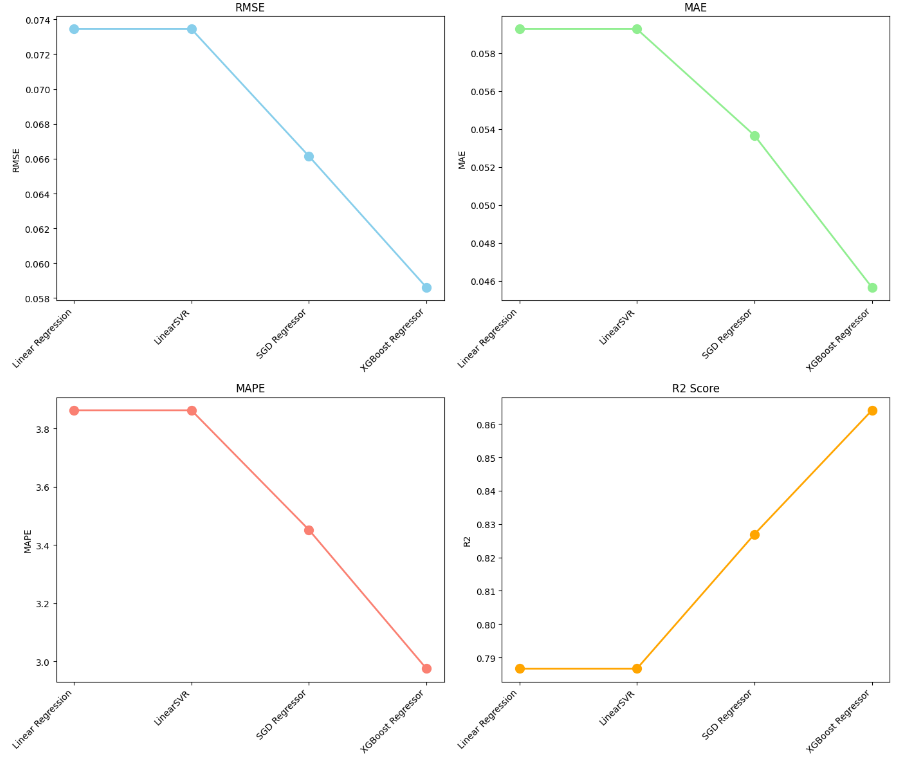 RMSE
0.074
0.072
0.070
0.068
0.066
0.064
0.062
0.060
0.058
RMSE
Linear Regression
LinearSVR
SGD Regressor
XGBoost Regressor
MAE
0.058
0.056
0.054
0.052
0.050
0.048
0.046
MAE
Linear Regression
LinearSVR
SGD Regressor
XGBoost Regressor
MAPE
3.8
3.6
3.4
3.2
3.0
MAPE
Linear Regression
LinearSVR
SGD Regressor
XGBoost Regressor
R2 Score
0.86
0.85
0.84
0.83
0.82
0.81
0.80
0.79
R2
Linear Regression
LinearSVR
SGD Regressor
XGBoost Regressor